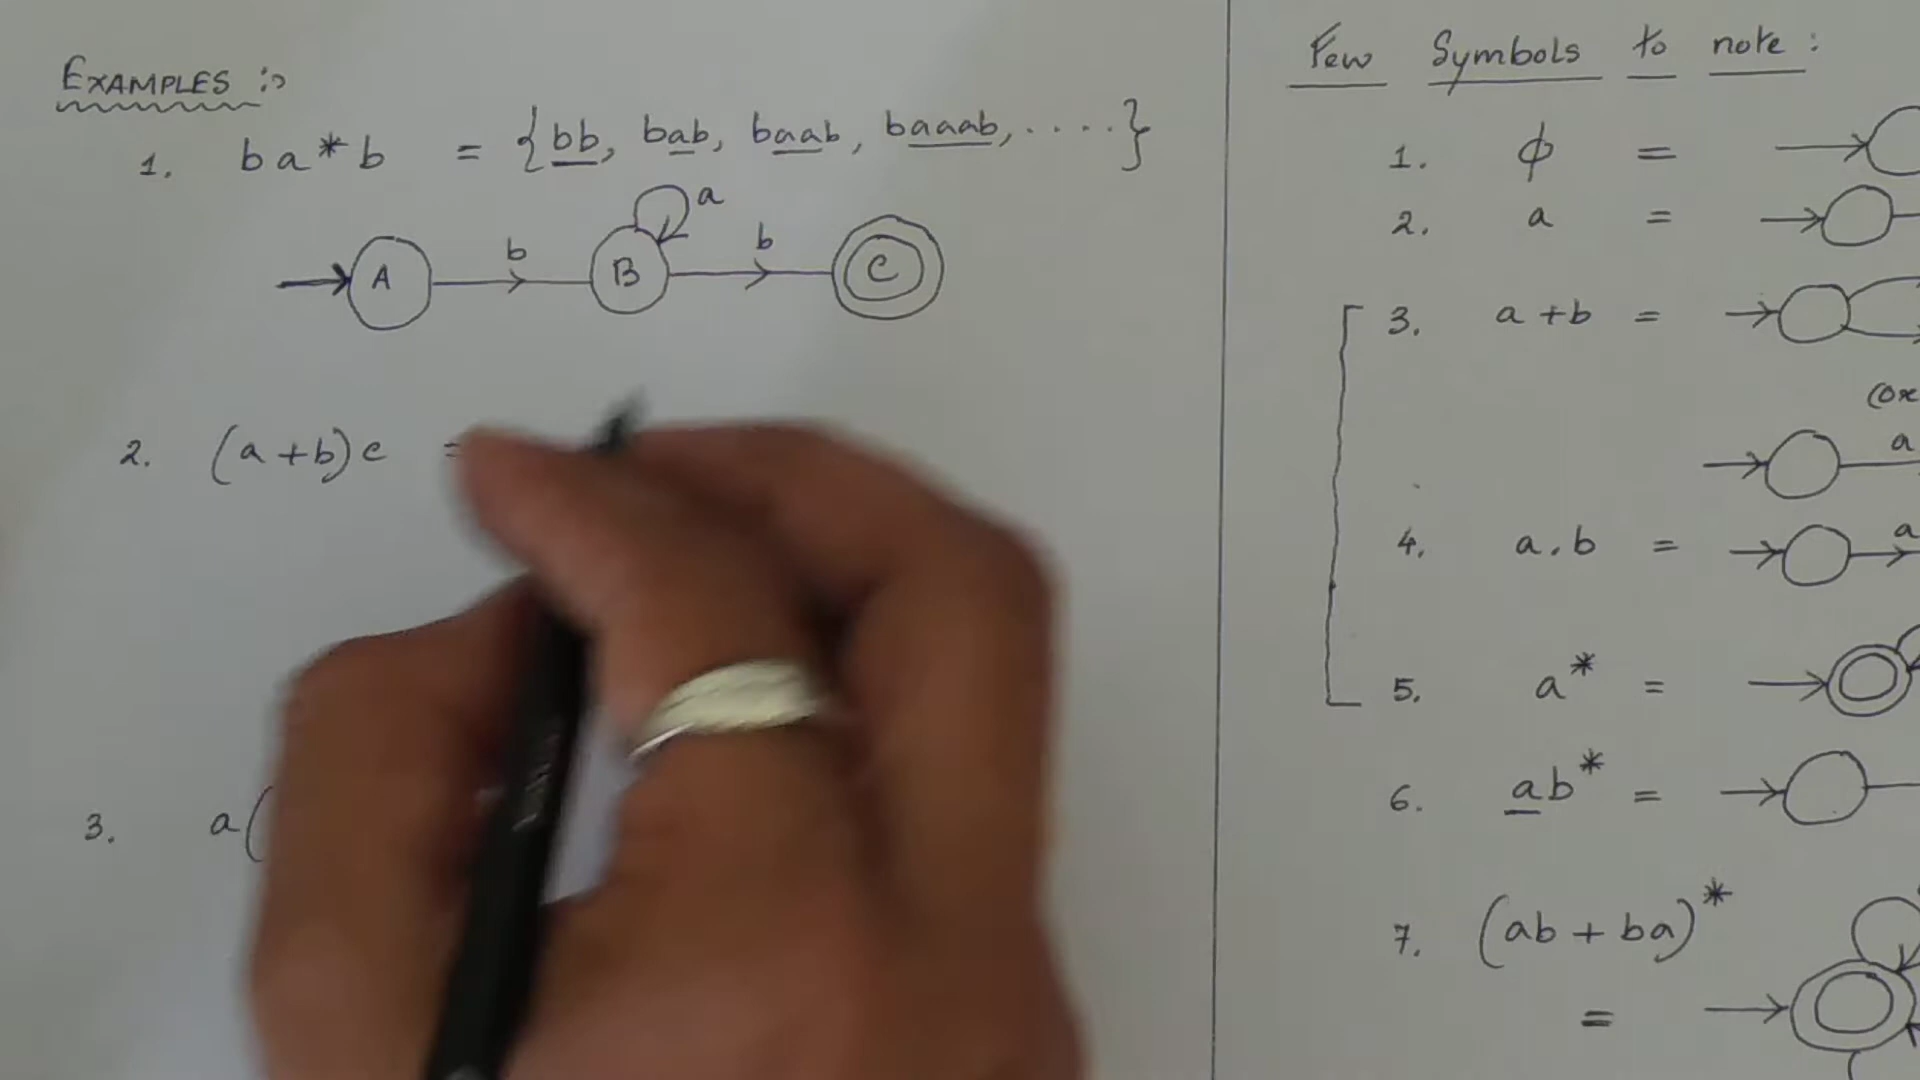 EXAMPLES :-
1. ba*b = {bb, bab, baab, baaab, .....}
a
b
b
A
B
C
2. (a+b)c =
3. a(
Few Symbols to note :
1. ϕ =
2. a =
3. a+b =
(or
a
4. a.b =
a
5. a* =
6. ab* =
7. (ab + ba)*
=